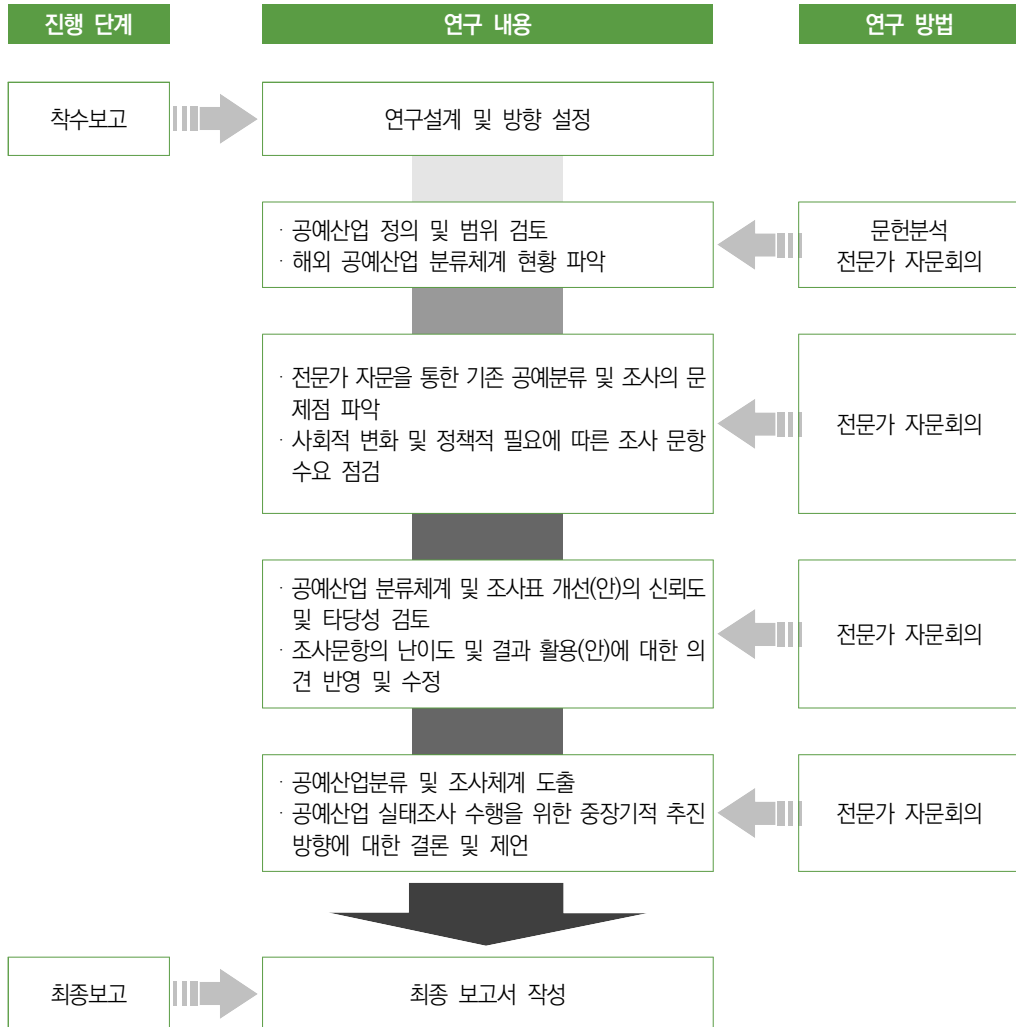 진행 단계
연구 내용
연구 방법
착수보고
연구설계 및 방향 설정
· 공예산업 정의 및 범위 검토
· 해외 공예산업 분류체계 현황 파악
문헌분석
전문가 자문회의
· 전문가 자문을 통한 기존 공예분류 및 조사의 문
제점 파악
· 사회적 변화 및 정책적 필요에 따른 조사 문항
수요 점검
전문가 자문회의
· 공예산업 분류체계 및 조사표 개선(안)의 신뢰도
및 타당성 검토
· 조사문항의 난이도 및 결과 활용(안)에 대한 의
견 반영 및 수정
전문가 자문회의
· 공예산업분류 및 조사체계 도출
· 공예산업 실태조사 수행을 위한 중장기적 추진
방향에 대한 결론 및 제언
전문가 자문회의
최종보고
최종 보고서 작성